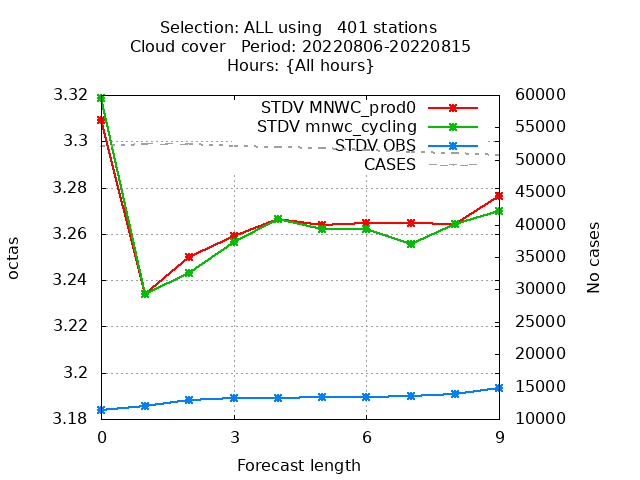 Selection: ALL using   401 stations
Cloud cover   Period: 20220806-20220815
Hours: {All hours}
STDV MNWC_prod0
STDV mnwc_cycling
STDV OBS
CASES
3.32
3.3
3.28
3.26
3.24
3.22
3.2
3.18
60000
55000
50000
45000
40000
35000
30000
25000
20000
15000
10000
octas
No cases
0 3 6 9
Forecast length